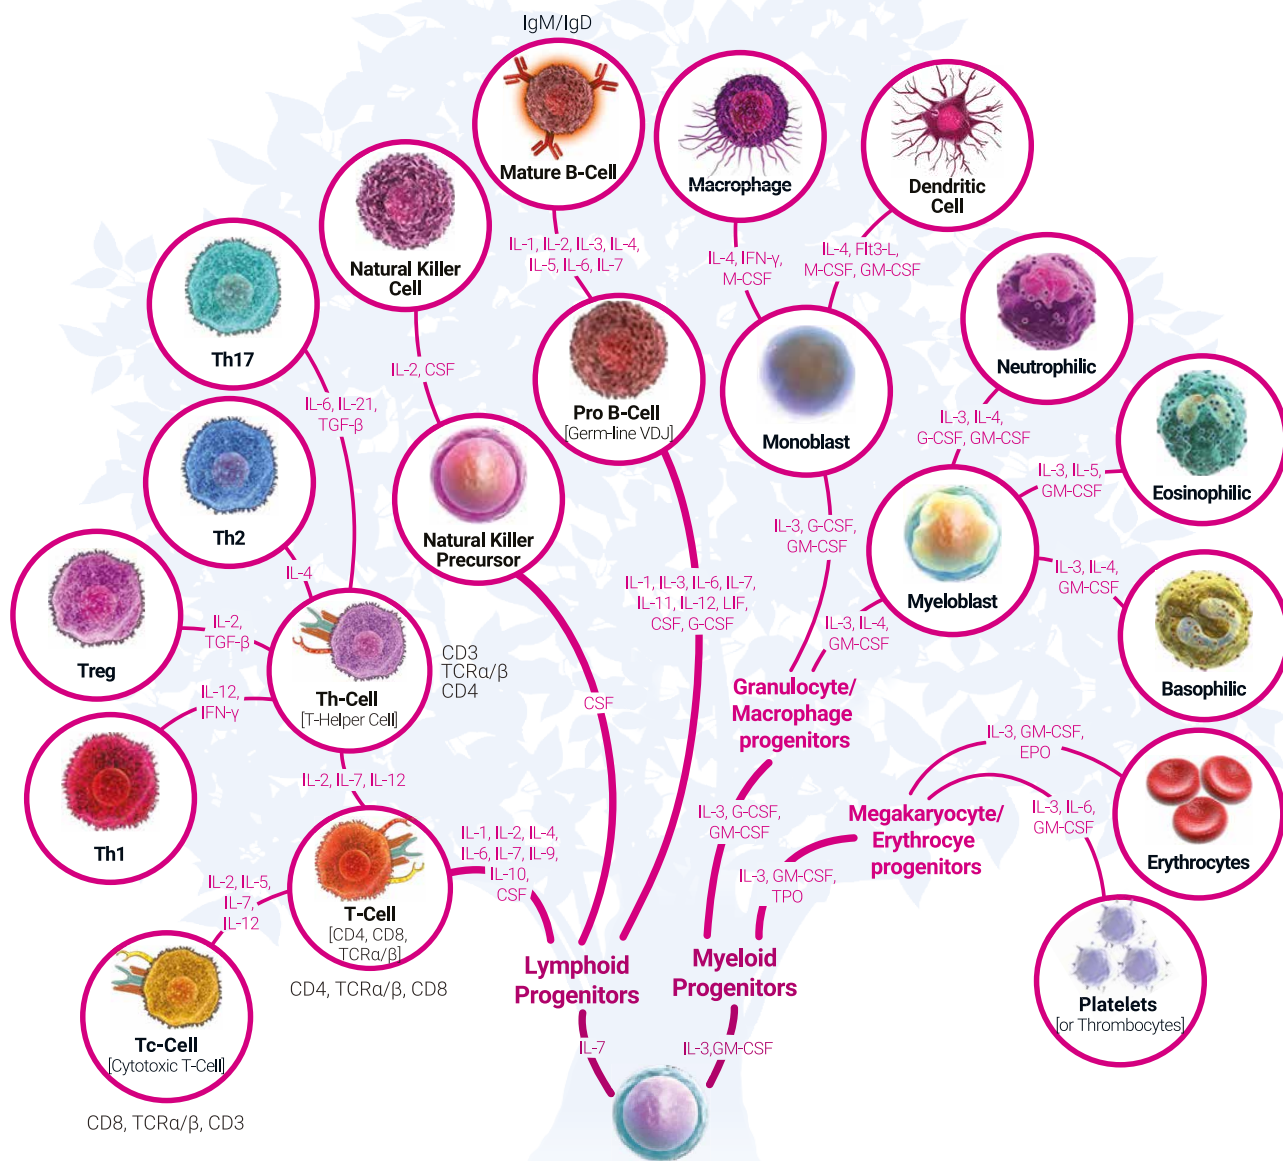 IgM/IgD
Mature B-Cell
Macrophage
Dendritic
Cell
Natural Killer
Cell
IL-1, IL-2, IL-3, IL-4,
IL-5, IL-6, IL-7
IL-4, IFN-γ,
M-CSF
IL-4, Flt3-L,
M-CSF, GM-CSF
Th17
IL-2, CSF
Neutrophilic
IL-6, IL-21,
TGF-β
Pro B-Cell
[Germ-line VDJ]
Monoblast
IL-3, IL-4,
G-CSF, GM-CSF
IL-3, IL-5,
GM-CSF
Eosinophilic
Th2
Natural Killer
Precursor
IL-3, G-CSF,
GM-CSF
IL-4
IL-1, IL-3, IL-6, IL-7,
IL-11, IL-12, LIF,
CSF, G-CSF
Myeloblast
IL-3, IL-4,
GM-CSF
IL-2,
TGF-β
IL-3, IL-4,
GM-CSF
Treg
CD3
TCRα/β
CD4
Th-Cell
[T-Helper Cell]
Basophilic
IL-12,
IFN-γ
CSF
Granulocyte/
Macrophage
progenitors
IL-3, GM-CSF,
EPO
IL-2, IL-7, IL-12
Th1
IL-3, G-CSF,
GM-CSF
Megakaryocyte/
Erythrocye
progenitors
IL-3, IL-6,
GM-CSF
Erythrocytes
IL-1, IL-2, IL-4,
IL-6, IL-7, IL-9,
IL-10,
CSF
IL-3, GM-CSF,
TPO
IL-2, IL-5,
IL-7,
IL-12
T-Cell
[CD4, CD8,
TCRα/β]
CD4, TCRα/β, CD8
Lymphoid
Progenitors
Myeloid
Progenitors
Platelets
[or Thrombocytes]
Tc-Cell
[Cytotoxic T-Cell]
IL-7
IL-3,GM-CSF
CD8, TCRα/β, CD3